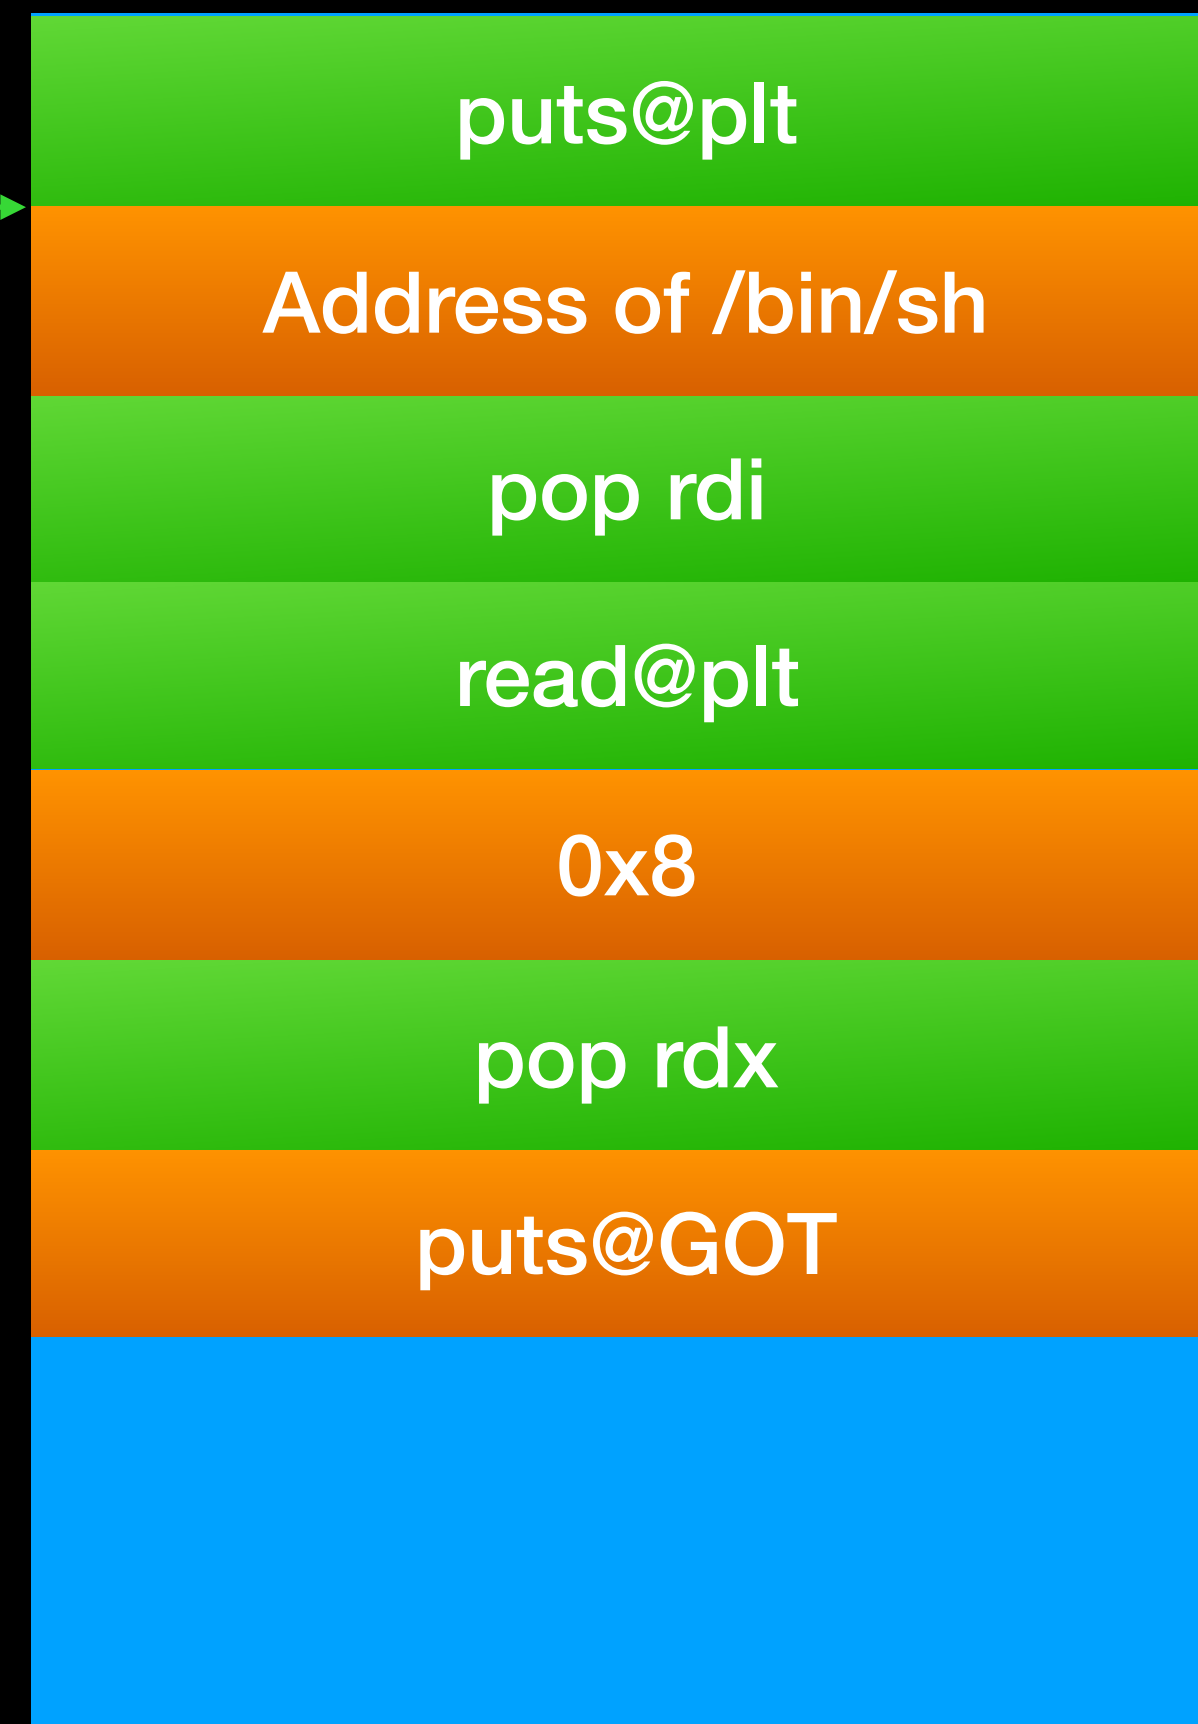 puts@plt
Address of /bin/sh
pop rdi
read@plt
0x8
pop rdx
puts@GOT